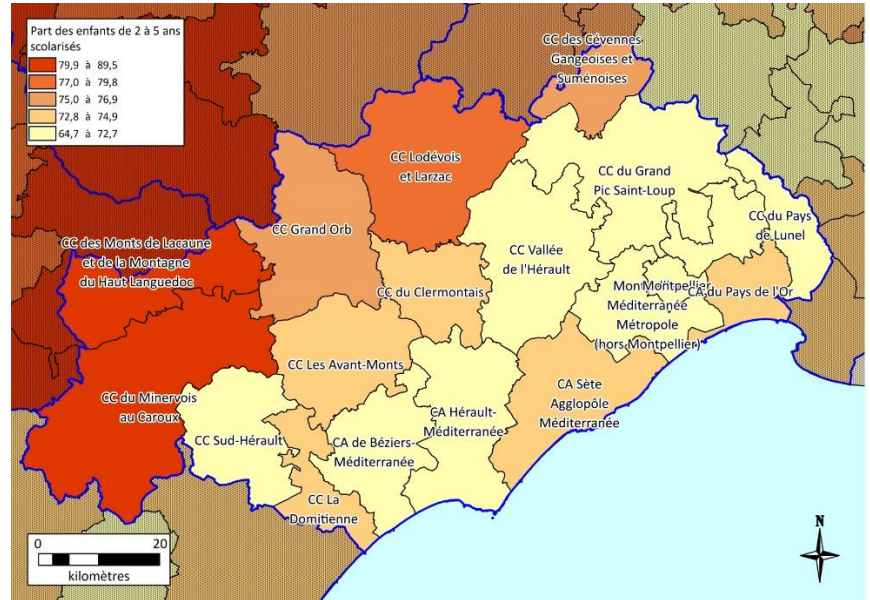 Part des enfants de 2 à 5 ans
scolarisés
79,9 à 89,5
77,0 à 79,8
75,0 à 76,9
72,8 à 74,9
64,7 à 72,7
CC des Cévennes
Gangeoises et
Suménoises
CC Lodévois
et Larzac
CC du Grand
Pic Saint-Loup
CC Grand Orb
CC du Pays
de Lunel
CC des Monts de Lacaune
et de la Montagne
du Haut Languedoc
CC Vallée
de l'Hérault
CC du Clermontais
Montpellier
CA du Pays de l'Or
Méditerranée
Métropole
(hors Montpellier)
CC Les Avant-Monts
CC du Minervois
au Caroux
CA Sète
Agglopôle
Méditerranée
CC Sud-Hérault
CA de Béziers-
Méditerranée
CA Hérault-
Méditerranée
CC La
Domitienne
0 20
kilomètres
N